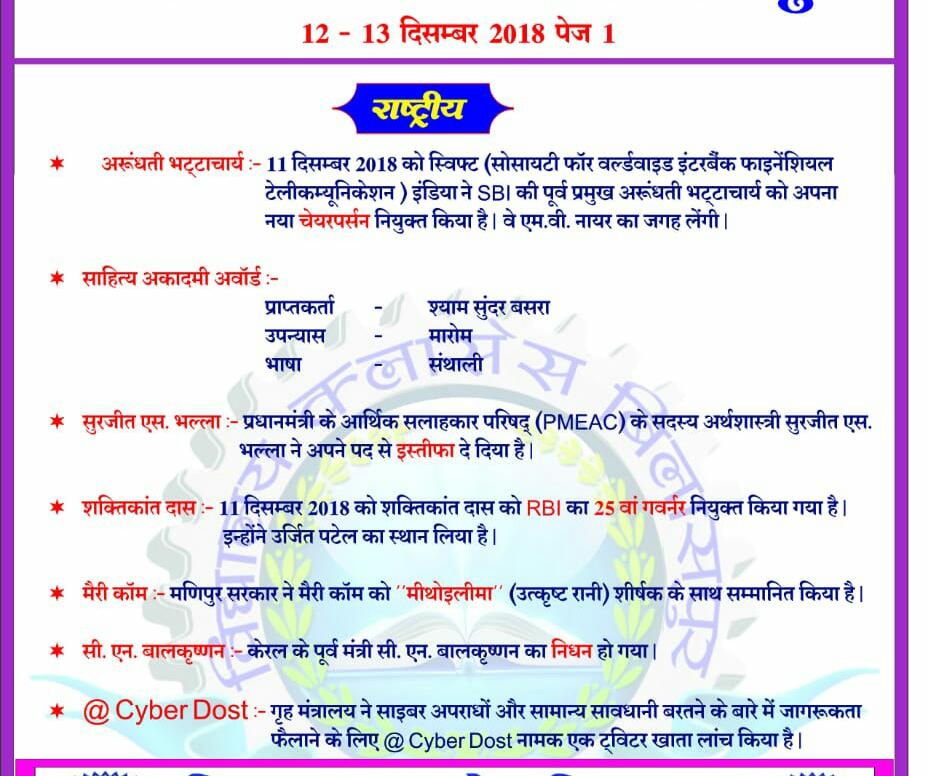 12 - 13 दिसम्बर 2018 पेज 1
राष्ट्रीय
✶ अरूंधती भट्टाचार्य :- 11 दिसम्बर 2018 को स्विफ्ट (सोसायटी फॉर वर्ल्डवाइड इंटरबैंक फाइनेंशियल
टेलीकम्यूनिकेशन ) इंडिया ने SBI की पूर्व प्रमुख अरूंधती भट्टाचार्य को अपना
नया चेयरपर्सन नियुक्त किया है। वे एम.वी. नायर का जगह लेंगी।
✶ साहित्य अकादमी अवॉर्ड :-
प्राप्तकर्ता - श्याम सुंदर बसरा
उपन्यास - मारोम
भाषा - संथाली
✶ सुरजीत एस. भल्ला :- प्रधानमंत्री के आर्थिक सलाहकार परिषद् (PMEAC) के सदस्य अर्थशास्त्री सुरजीत एस.
भल्ला ने अपने पद से इस्तीफा दे दिया है।
✶ शक्तिकांत दास :- 11 दिसम्बर 2018 को शक्तिकांत दास को RBI का 25 वां गवर्नर नियुक्त किया गया है।
इन्होंने उर्जित पटेल का स्थान लिया है।
✶ मैरी कॉम :- मणिपुर सरकार ने मैरी कॉम को ''मीथोइलीमा'' (उत्कृष्ट रानी) शीर्षक के साथ सम्मानित किया है।
✶ सी. एन. बालकृष्णन :- केरल के पूर्व मंत्री सी. एन. बालकृष्णन का निधन हो गया।
✶ @ Cyber Dost :- गृह मंत्रालय ने साइबर अपराधों और सामान्य सावधानी बरतने के बारे में जागरूकता
फैलाने के लिए @ Cyber Dost नामक एक ट्विटर खाता लांच किया है।
विद्याश्रय क्लासेस बिलासपुर